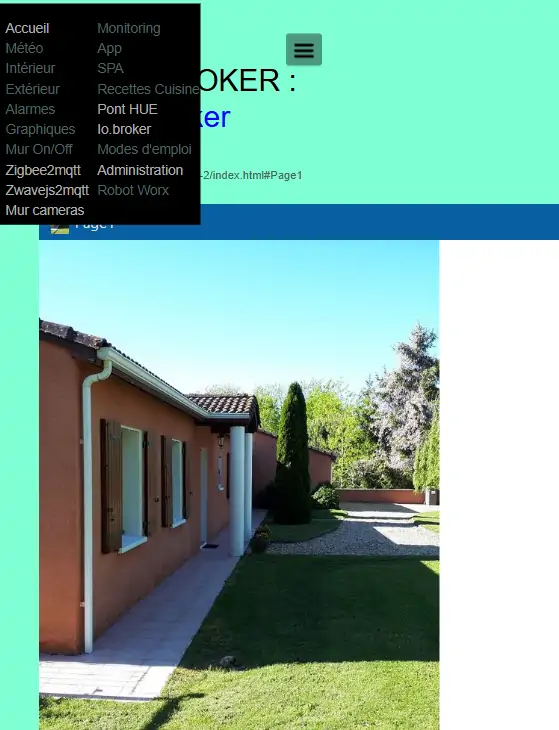 Accueil Monitoring
Météo App
Intérieur SPA
Extérieur Recettes Cuisine
Alarmes Pont HUE
Graphiques Io.broker
Mur On/Off Modes d'emploi
Zigbee2mqtt Administration
Zwavejs2mqtt Robot Worx
Mur cameras
OKER :
ker
-2/index.html#Page1
Page1